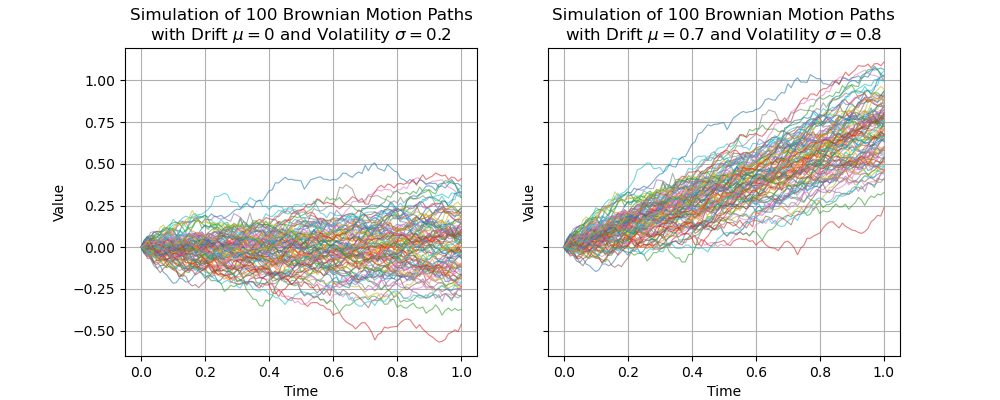 Simulation of 100 Brownian Motion Paths
with Drift μ = 0 and Volatility σ = 0.2
Value
1.00
0.75
0.50
0.25
0.00
−0.25
−0.50
0.0 0.2 0.4 0.6 0.8 1.0
Time
Simulation of 100 Brownian Motion Paths
with Drift μ = 0.7 and Volatility σ = 0.8
Value
0.0 0.2 0.4 0.6 0.8 1.0
Time